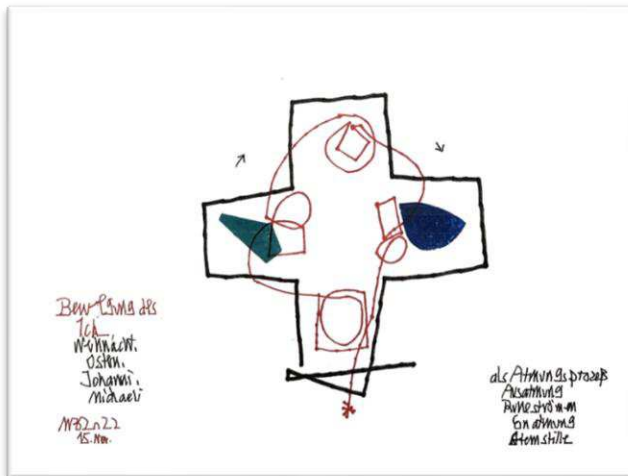 Bewegung des
Ich
Weihnacht.
Ostern.
Johanni.
Michaeli
15. Nov.
als Atmungsprozeß
Ausatmung
Einatmung
Atemstille